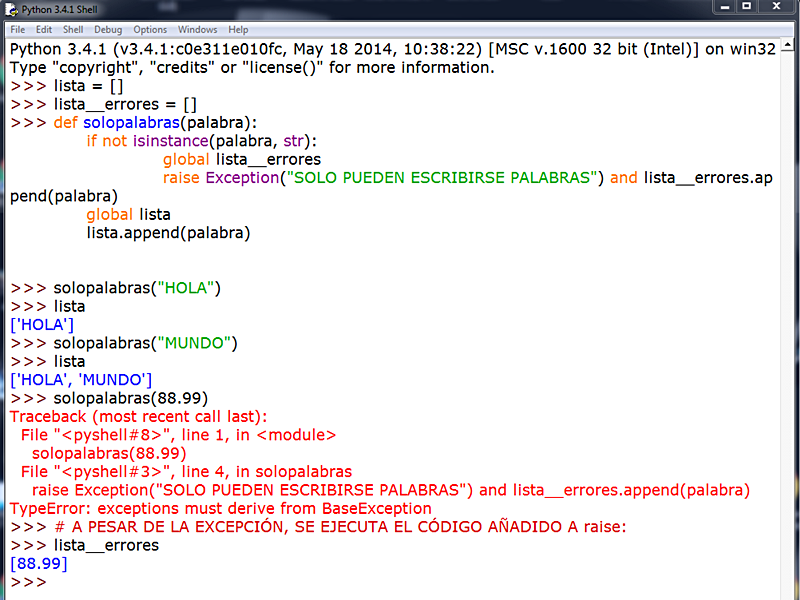 Python 3.4.1 Shell
File Edit Shell Debug Options Windows Help
Python 3.4.1 (v3.4.1:c0e311e010fc, May 18 2014, 10:38:22) [MSC v.1600 32 bit (Intel)] on win32
Type "copyright", "credits" or "license()" for more information.
>>> lista = []
>>> lista__errores = []
>>> def solopalabras(palabra):
        if not isinstance(palabra, str):
                global lista__errores
                raise Exception("SOLO PUEDEN ESCRIBIRSE PALABRAS") and lista__errores.ap
pend(palabra)
        global lista
        lista.append(palabra)
>>> solopalabras("HOLA")
>>> lista
['HOLA']
>>> solopalabras("MUNDO")
>>> lista
['HOLA', 'MUNDO']
>>> solopalabras(88.99)
Traceback (most recent call last):
  File "<pyshell#8>", line 1, in <module>
    solopalabras(88.99)
  File "<pyshell#3>", line 4, in solopalabras
    raise Exception("SOLO PUEDEN ESCRIBIRSE PALABRAS") and lista__errores.append(palabra)
TypeError: exceptions must derive from BaseException
>>> # A PESAR DE LA EXCEPCIÓN, SE EJECUTA EL CÓDIGO AÑADIDO A raise:
>>> lista__errores
[88.99]
>>>